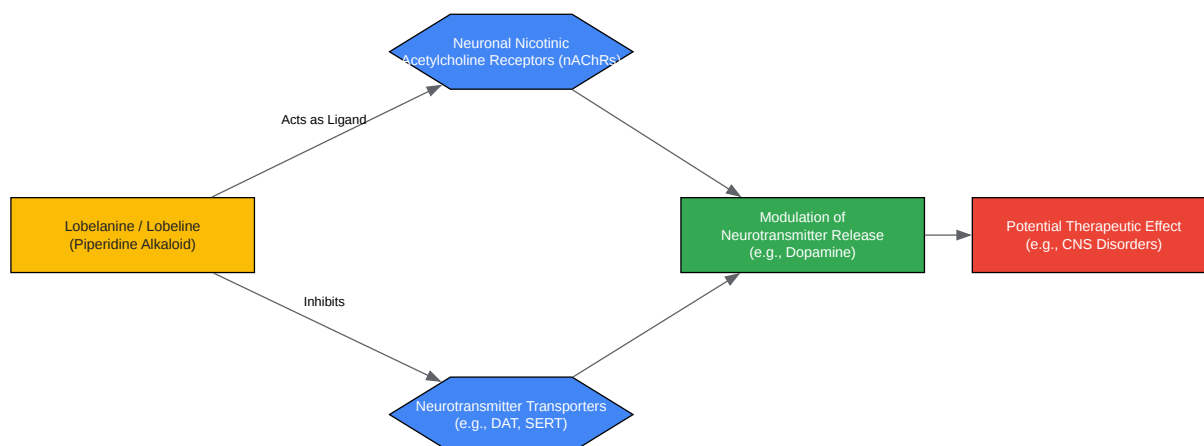 Neuronal Nicotinic
Acetylcholine Receptors (nAChRs)
Acts as Ligand
Lobelanine / Lobeline
(Piperidine Alkaloid)
Modulation of
Neurotransmitter Release
(e.g., Dopamine)
Potential Therapeutic Effect
(e.g., CNS Disorders)
Inhibits
Neurotransmitter Transporters
(e.g., DAT, SERT)